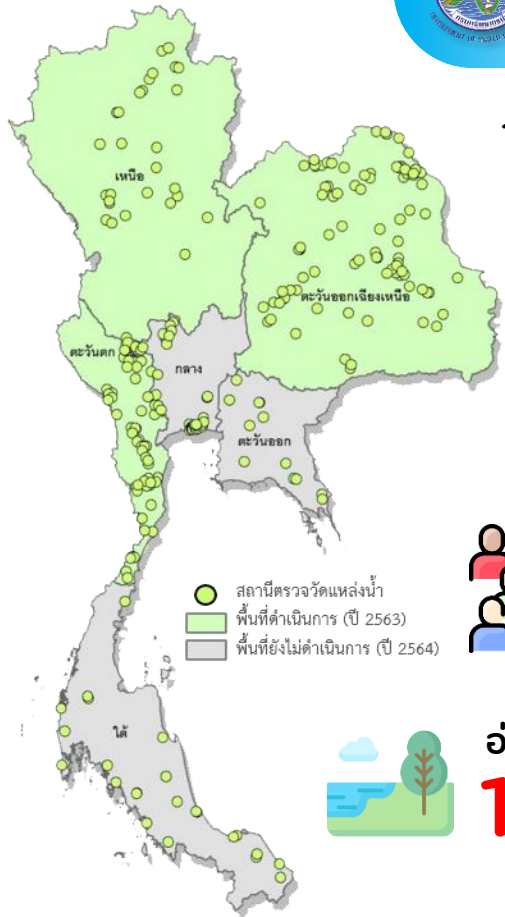 เหนือ
ตะวันออกเฉียงเหนือ
ตะวันตก
กลาง
ตะวันออก
สถานีตรวจวัดแหล่งน้ำ
พื้นที่ดำเนินการ (ปี 2563)
พื้นที่ยังไม่ดำเนินการ (ปี 2564)
ใต้